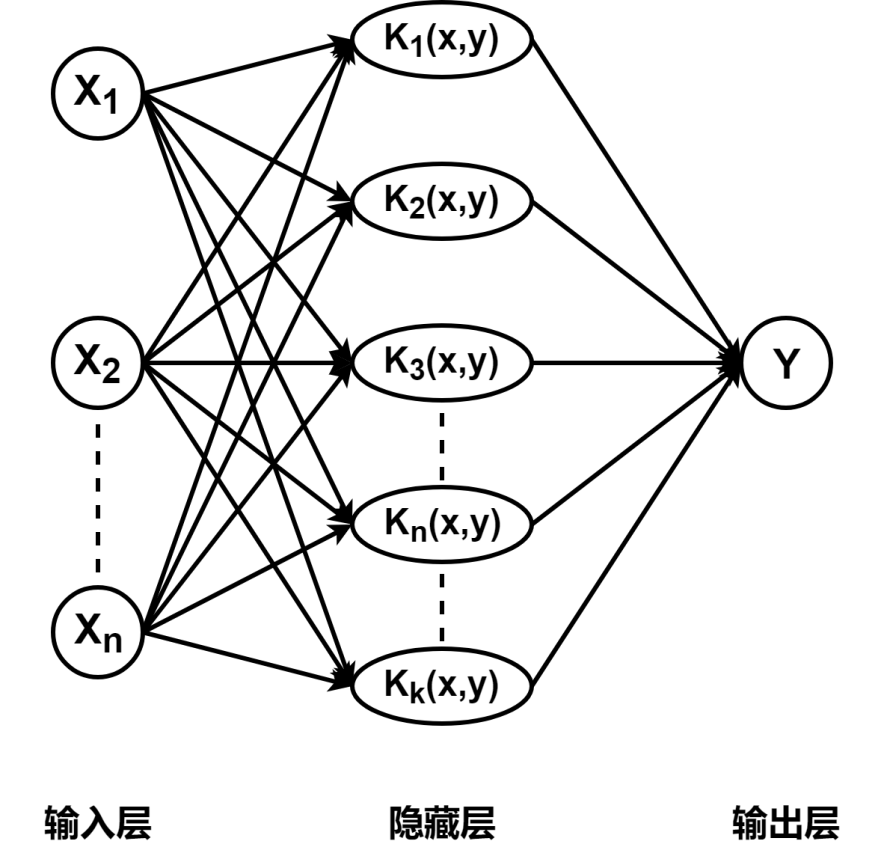 X₁
X₂
Xₙ
K₁(x,y)
K₂(x,y)
K₃(x,y)
Kₙ(x,y)
Kₖ(x,y)
Y
输入层
隐藏层
输出层